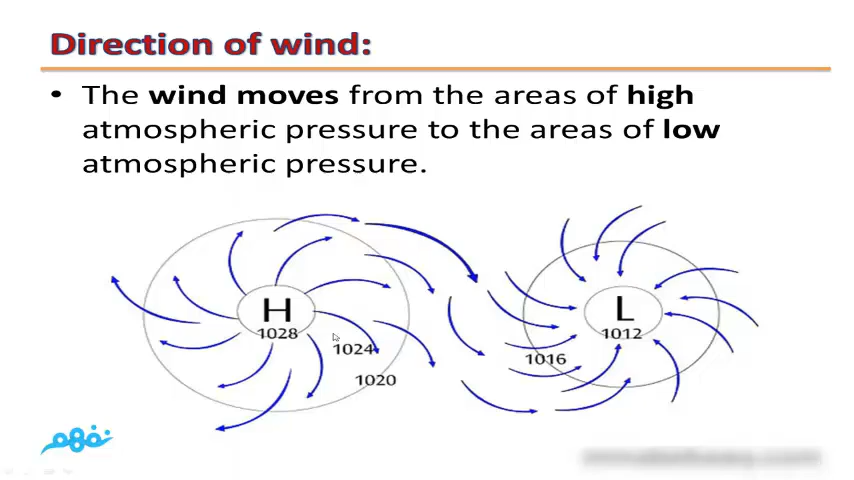 Direction of wind:
• The wind moves from the areas of high
atmospheric pressure to the areas of low
atmospheric pressure.
H
1028
1024
1020
L
1012
1016
نفهم